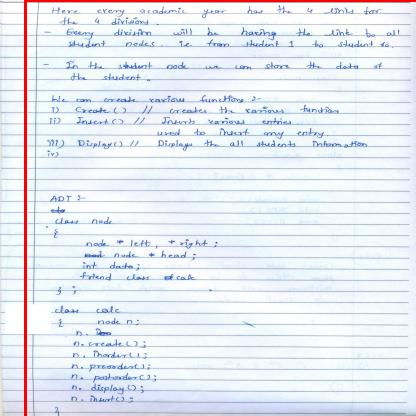 Here every academic year has the 4 links for
the 4 divisions.
- Every division will be having the link to all
student nodes. i.e from student 1 to student 80.
- In the student node we can store the data of
the student.
We can create various functions :-
i) Create() // creates the various function
ii) Insert() // Inserts various entries.
used to insert any entry.
iii) Display() // Displays the all students information
iv)
ADT :-
class node
{
node * left, * right;
node * head;
int data;
friend class calc
};
class calc
{ node n;
n.
n. create();
n. inorder();
n. preorder();
n. postorder();
n. display();
n. insert();
}